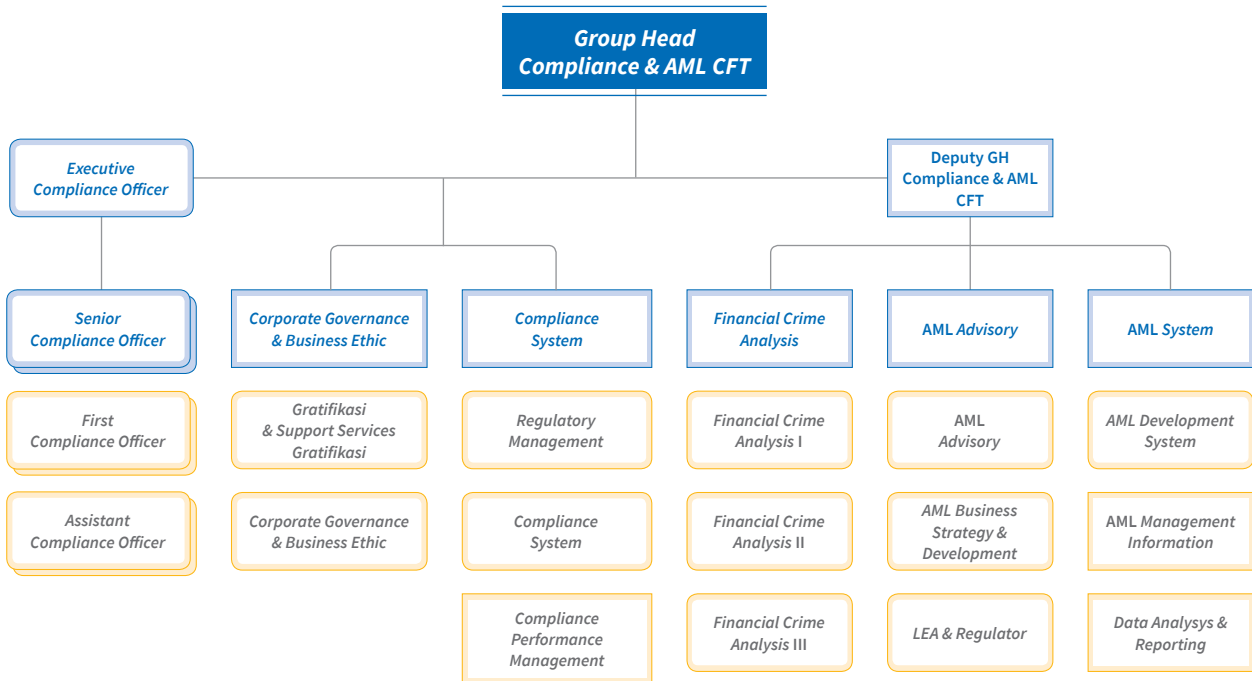 Group Head
Compliance & AML CFT
Executive
Compliance Officer
Deputy GH
Compliance & AML
CFT
Senior
Compliance Officer
Corporate Governance
& Business Ethic
Compliance
System
Financial Crime
Analysis
AML Advisory
AML System
First
Compliance Officer
Gratifikasi
& Support Services
Gratifikasi
Regulatory
Management
Financial Crime
Analysis I
AML
Advisory
AML Development
System
Assistant
Compliance Officer
Corporate Governance
& Business Ethic
Compliance
System
Financial Crime
Analysis II
AML Business
Strategy &
Development
AML Management
Information
Compliance
Performance
Management
Financial Crime
Analysis III
LEA & Regulator
Data Analysys &
Reporting